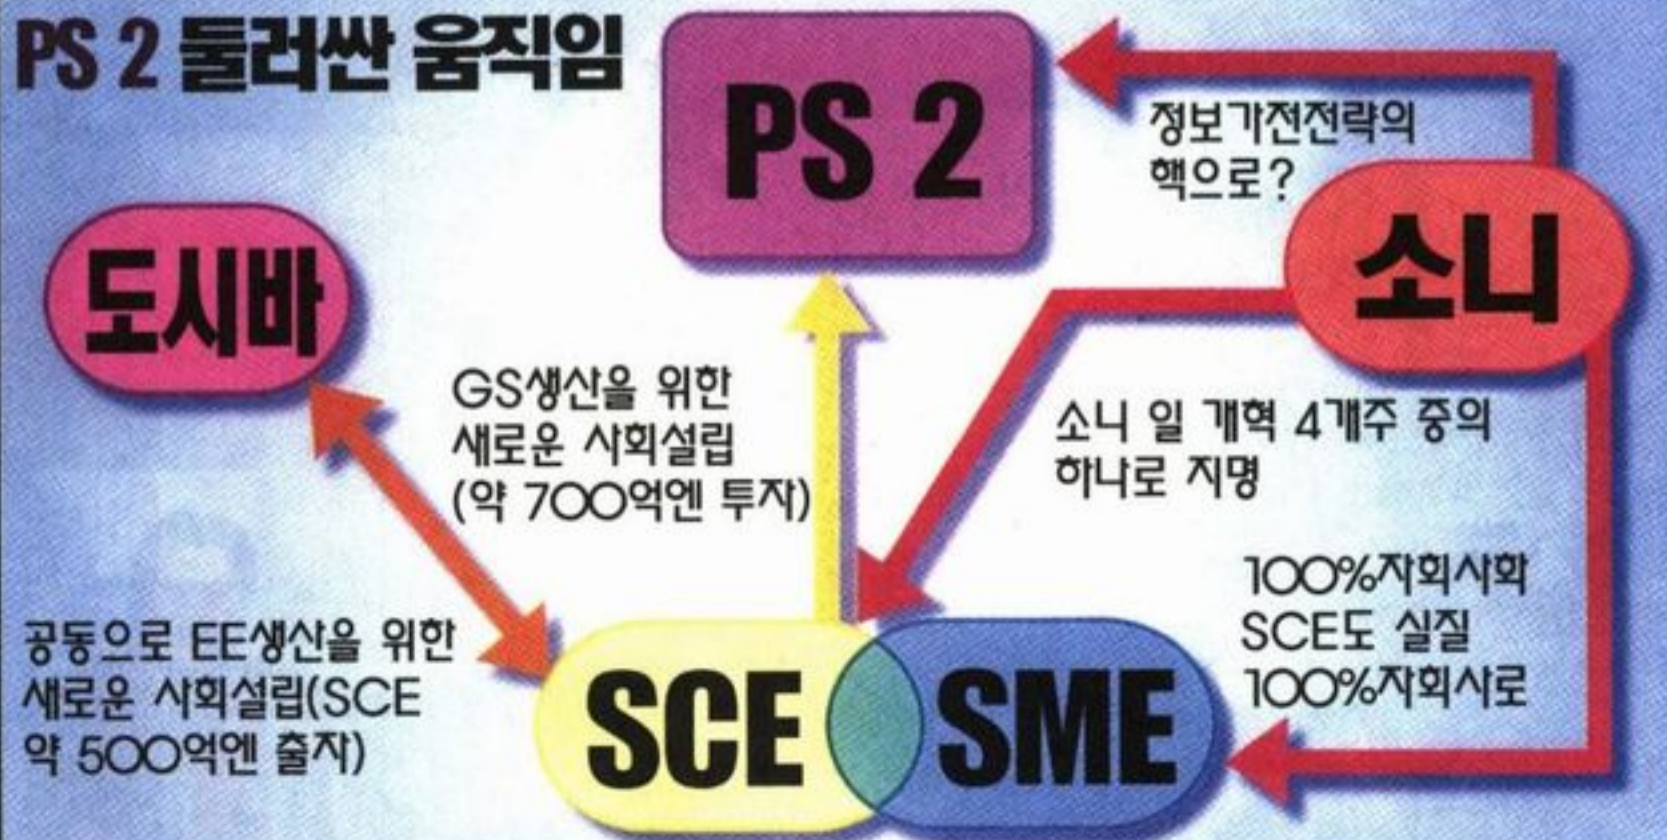 PS 2 둘러싼 움직임
PS 2
정보가전전략의
핵으로?
소니
도시바
GS생산을 위한
새로운 사회설립
(약 700억엔 투자)
소니 일 개혁 4개주 중의
하나로 지명
100%자회사화
SCE도 실질
100%자회사로
공동으로 EE생산을 위한
새로운 사회설립(SCE
약 500억엔 출자)
SCE
SME